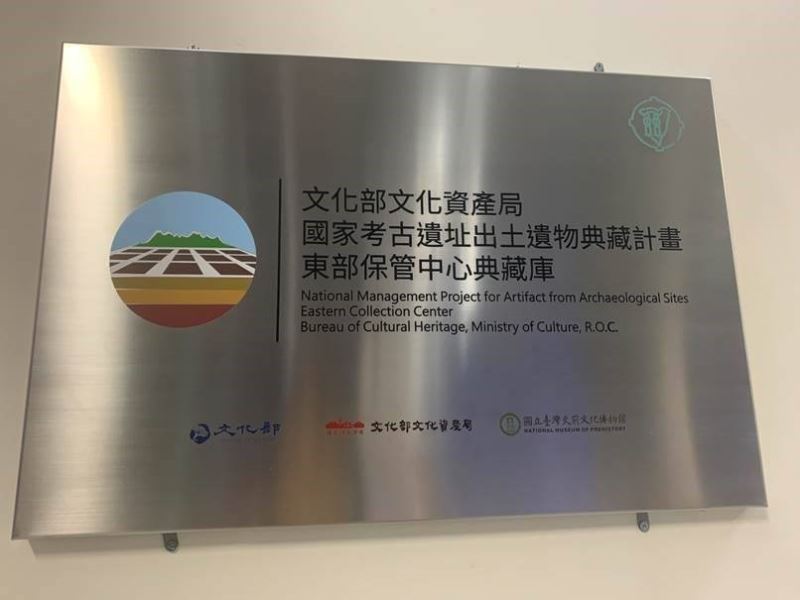 文化部文化資產局
國家考古遺址出土遺物典藏計畫
東部保管中心典藏庫
National Management Project for Artifact from Archaeological Sites
Eastern Collection Center
Bureau of Cultural Heritage, Ministry of Culture, R.O.C.
文化部
文化部文化資產局
國立臺灣史前文化博物館
NATIONAL MUSEUM OF PREHISTORY